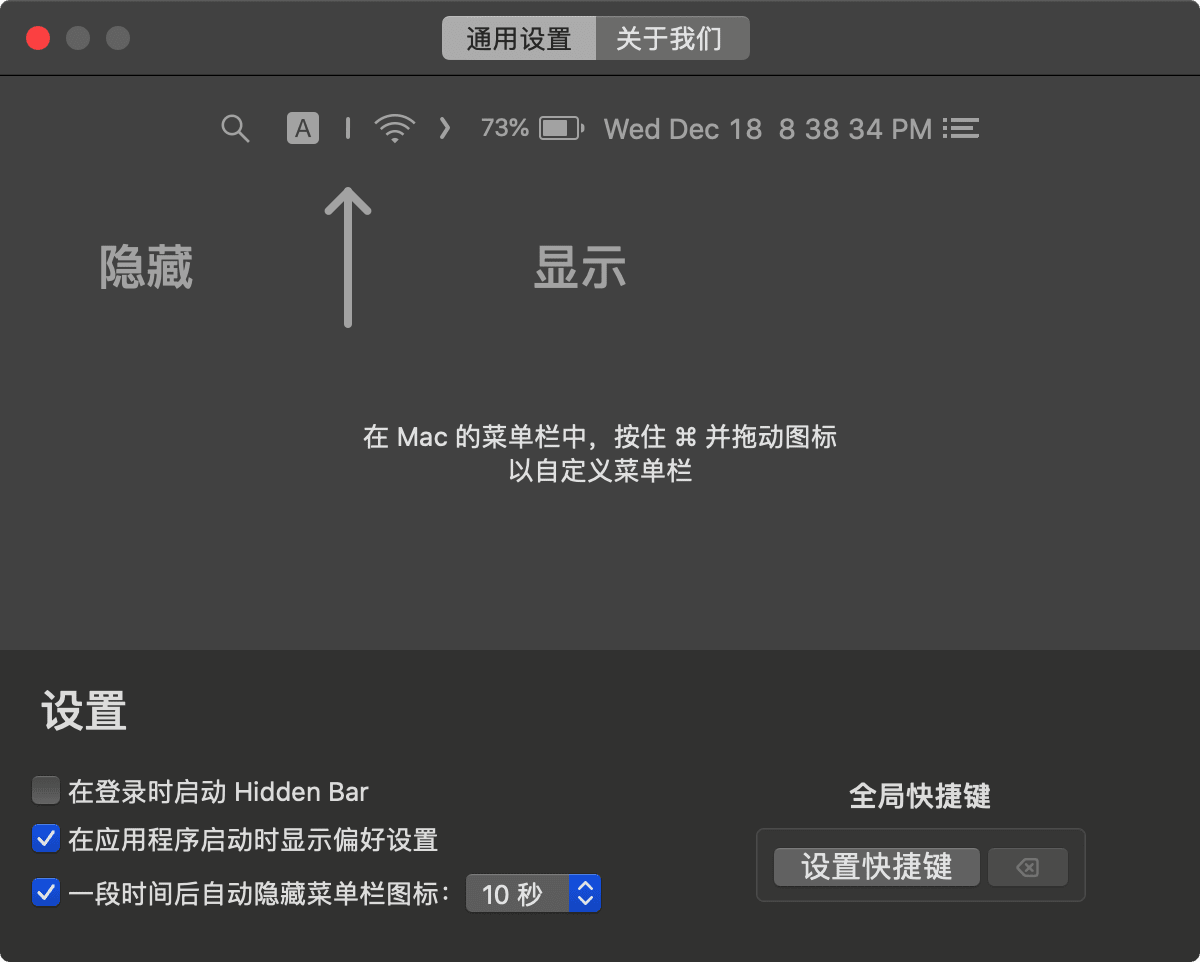 通用设置 关于我们
A 73% Wed Dec 18 8 38 34 PM
隐藏 显示
在 Mac 的菜单栏中，按住 ⌘ 并拖动图标
以自定义菜单栏
设置
在登录时启动 Hidden Bar
在应用程序启动时显示偏好设置
一段时间后自动隐藏菜单栏图标： 10 秒
全局快捷键
设置快捷键